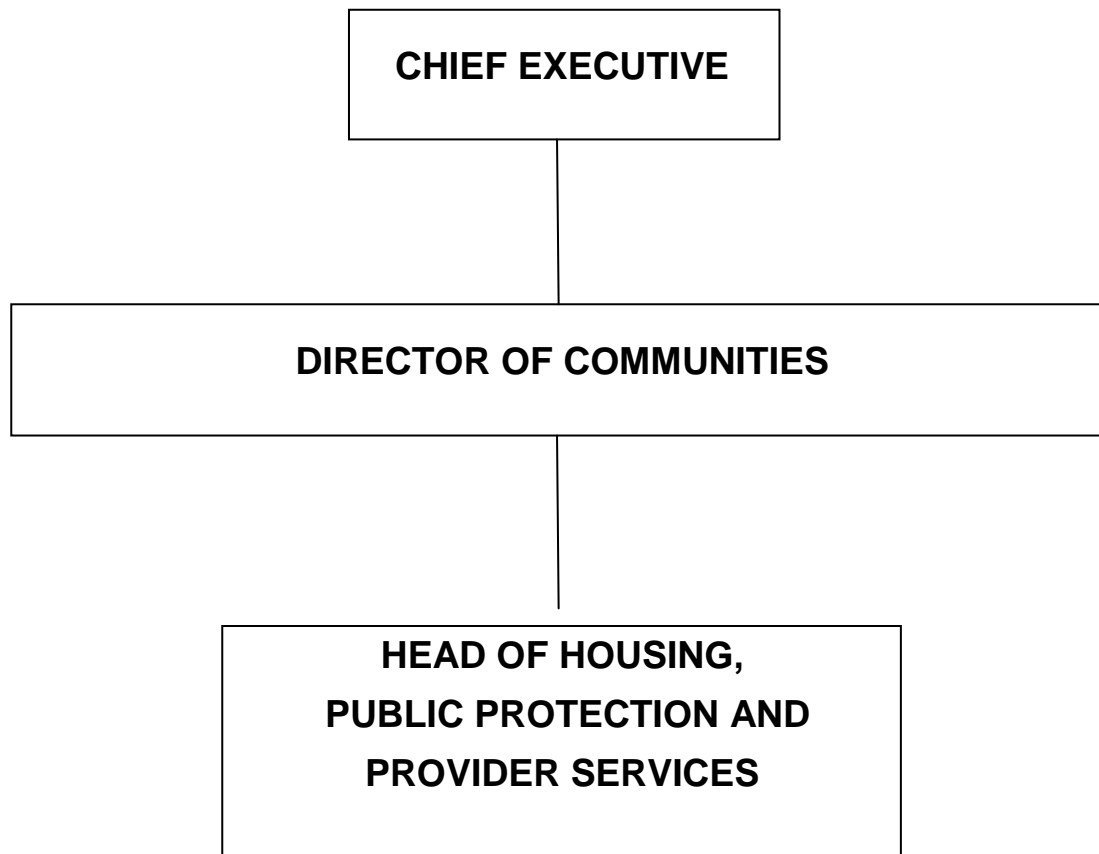 CHIEF EXECUTIVE
DIRECTOR OF COMMUNITIES
HEAD OF HOUSING,
PUBLIC PROTECTION AND
PROVIDER SERVICES